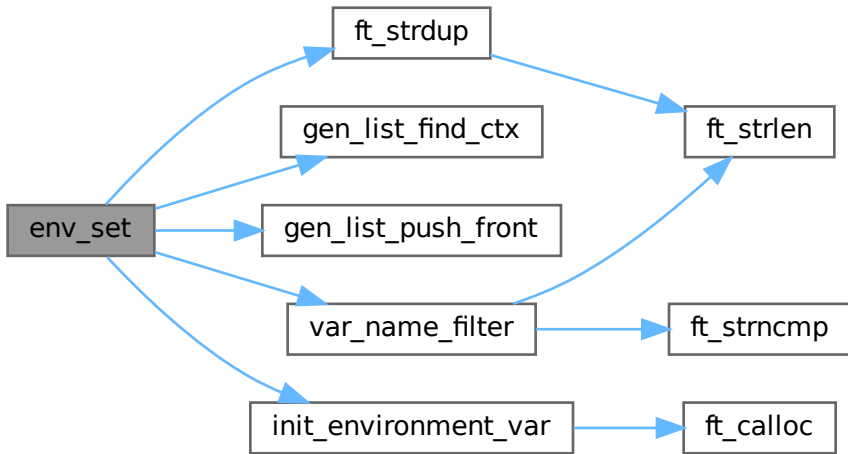 ft_strdup
gen_list_find_ctx
ft_strlen
env_set
gen_list_push_front
var_name_filter
ft_strncmp
init_environment_var
ft_calloc